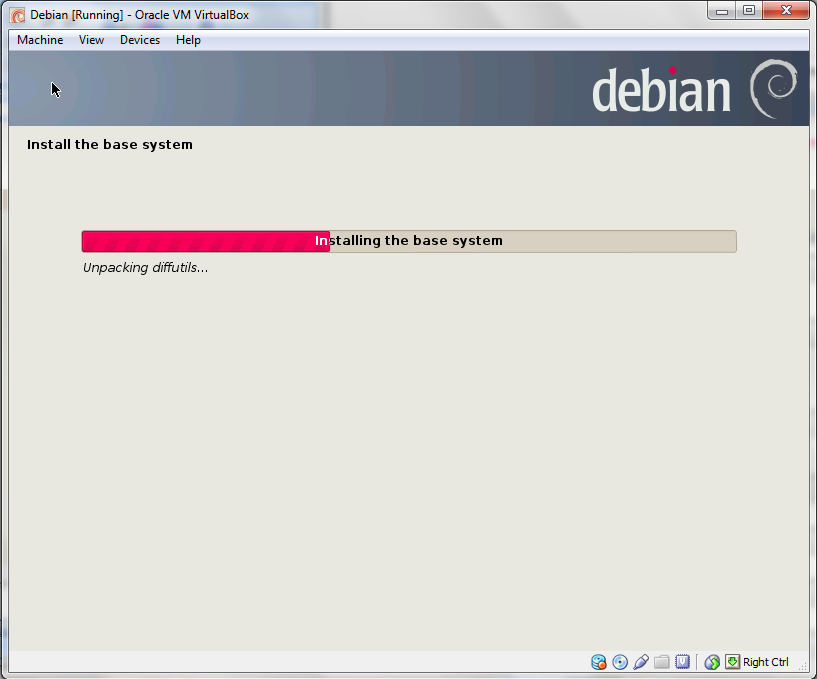 Debian [Running] - Oracle VM VirtualBox
Machine View Devices Help
debian
Install the base system
Installing the base system
Unpacking diffutils...
Right Ctrl